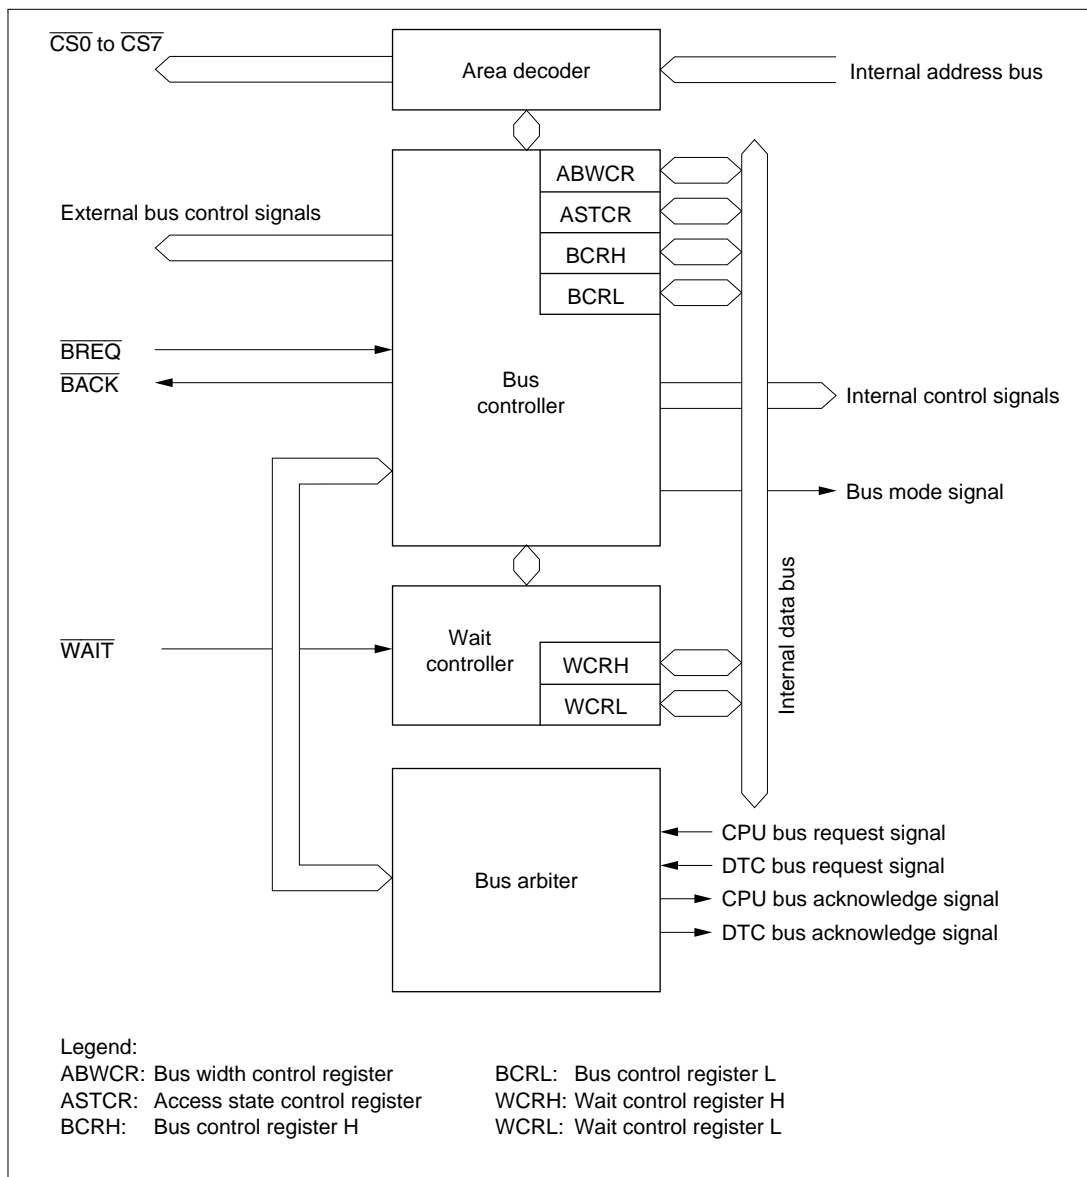 CS0 to CS7
Area decoder
Internal address bus
ABWCR
ASTCR
BCRH
BCRL
External bus control signals
BREQ
BACK
Bus
controller
Internal control signals
Bus mode signal
Internal data bus
WAIT
Wait
controller
WCRH
WCRL
CPU bus request signal
DTC bus request signal
Bus arbiter
CPU bus acknowledge signal
DTC bus acknowledge signal
Legend:
ABWCR: Bus width control register
ASTCR: Access state control register
BCRH: Bus control register H
BCRL: Bus control register L
WCRH: Wait control register H
WCRL: Wait control register L